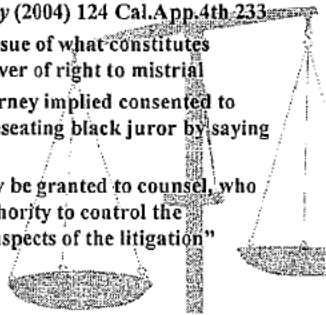 y (2004) 124 Cal.App.4th 233
sue of what constitutes
ver of right to mistrial
rney implied consented to
eseating black juror by saying
y be granted to counsel, who
hority to control the
spects of the litigation”